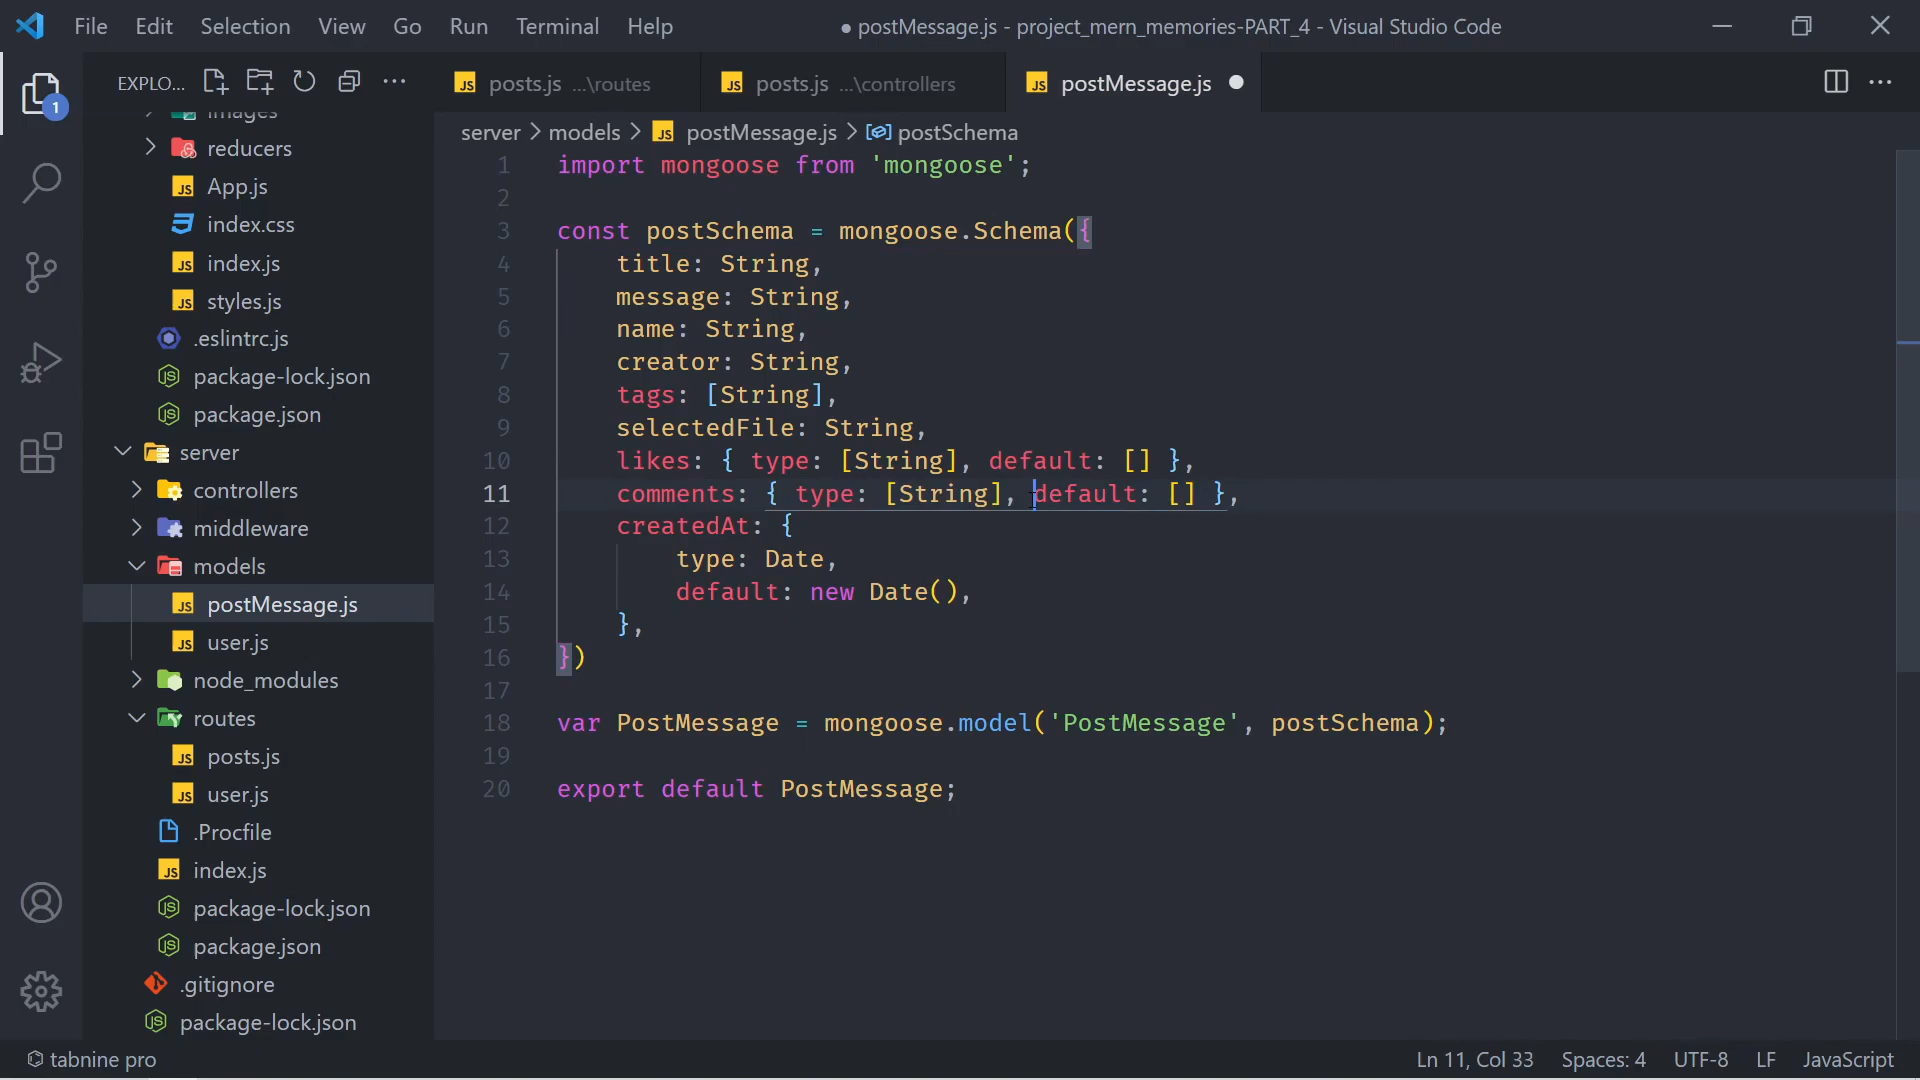 File Edit Selection View Go Run Terminal Help
● postMessage.js - project_mern_memories-PART_4 - Visual Studio Code
EXPLO...
posts.js ...\routes
posts.js ...\controllers
postMessage.js
server > models > postMessage.js > postSchema
1
images
reducers
App.js
index.css
index.js
styles.js
.eslintrc.js
package-lock.json
package.json
server
controllers
middleware
models
postMessage.js
user.js
node_modules
routes
posts.js
user.js
.Procfile
index.js
package-lock.json
package.json
.gitignore
package-lock.json
1 import mongoose from 'mongoose';
2
3 const postSchema = mongoose.Schema({
4 title: String,
5 message: String,
6 name: String,
7 creator: String,
8 tags: [String],
9 selectedFile: String,
10 likes: { type: [String], default: [] },
11 comments: { type: [String], default: [] },
12 createdAt: {
13 type: Date,
14 default: new Date(),
15 },
16 })
17
18 var PostMessage = mongoose.model('PostMessage', postSchema);
19
20 export default PostMessage;
tabnine pro
Ln 11, Col 33 Spaces: 4 UTF-8 LF JavaScript